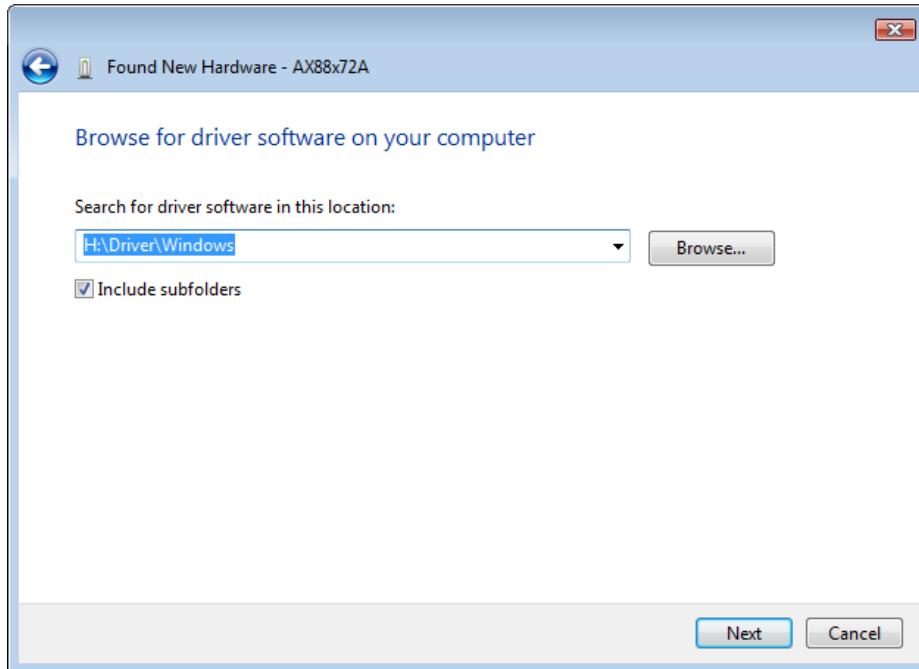 Found New Hardware - AX88x72A
Browse for driver software on your computer
Search for driver software in this location:
H:\Driver\Windows
Browse...
Include subfolders
Next
Cancel